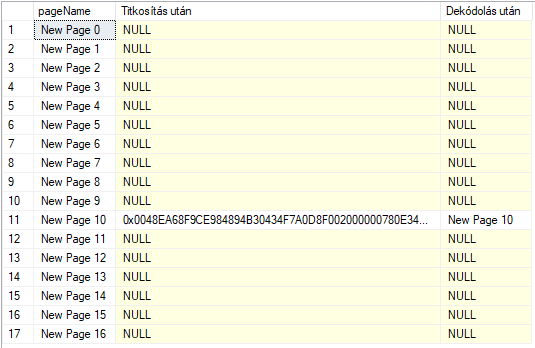 pageName Titkosítás után Dekódolás után
1 New Page 0 NULL NULL
2 New Page 1 NULL NULL
3 New Page 2 NULL NULL
4 New Page 3 NULL NULL
5 New Page 4 NULL NULL
6 New Page 5 NULL NULL
7 New Page 6 NULL NULL
8 New Page 7 NULL NULL
9 New Page 8 NULL NULL
10 New Page 9 NULL NULL
11 New Page 10 0x0048EA68F9CE984894B30434F7A0D8F002000000780E34... New Page 10
12 New Page 11 NULL NULL
13 New Page 12 NULL NULL
14 New Page 13 NULL NULL
15 New Page 14 NULL NULL
16 New Page 15 NULL NULL
17 New Page 16 NULL NULL